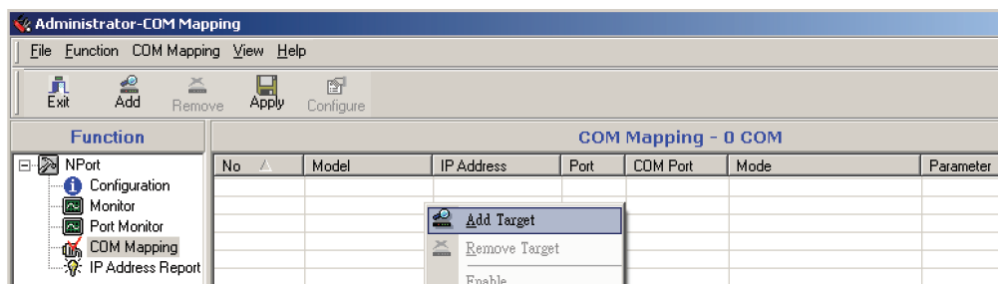 Administrator-COM Mapping
File Function COM Mapping View Help
Exit Add Remove Apply Configure
Function COM Mapping - 0 COM
NPort No Model IP Address Port COM Port Mode Parameter
Configuration
Monitor
Add Target
Port Monitor
COM Mapping
Remove Target
IP Address Report
Enable